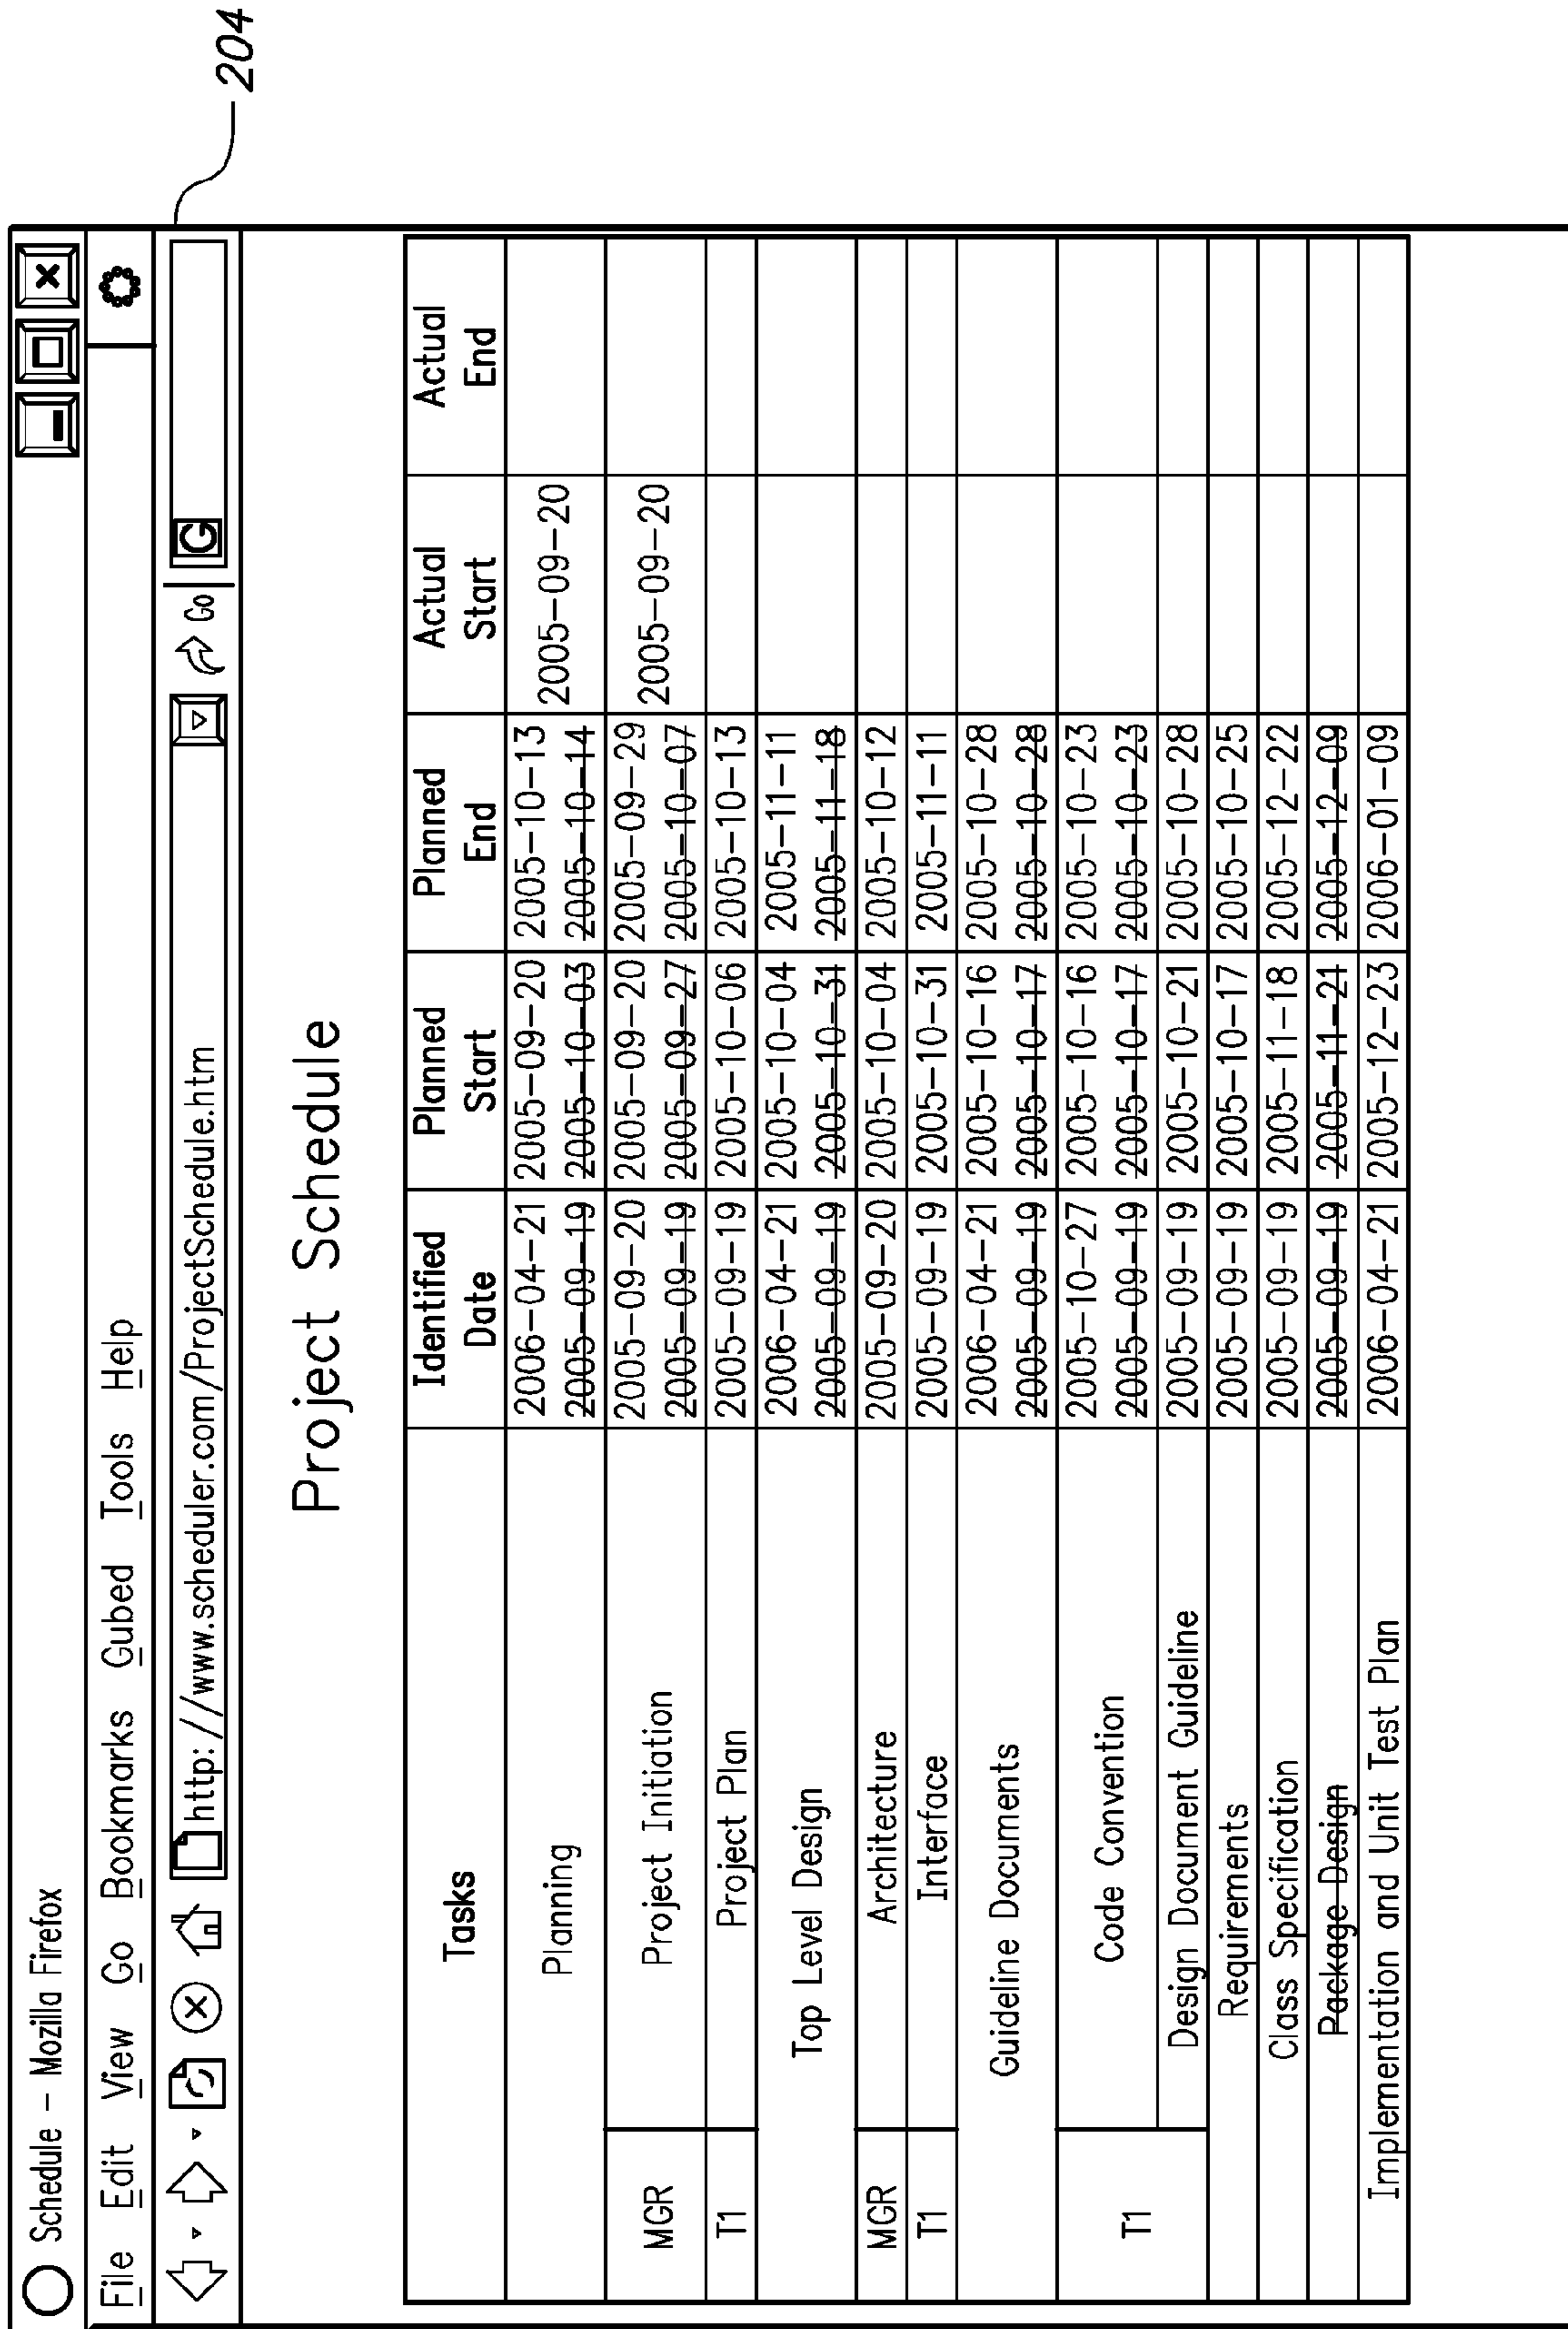 204
Schedule – Mozilla Firefox
File Edit View Go Bookmarks Gubed Tools Help
http://www.scheduler.com/ProjectSchedule.htm Go G
Project Schedule
Tasks Identified Date Planned Start Planned End Actual Start Actual End
Planning 2006-04-21 2005-09-20 2005-10-13 2005-09-20
2005-09-19 2005-10-03 2005-10-14
MGR Project Initiation 2005-09-20 2005-09-20 2005-09-29 2005-09-20
2005-09-19 2005-09-27 2005-10-07
T1 Project Plan 2005-09-19 2005-10-06 2005-10-13
Top Level Design 2006-04-21 2005-10-04 2005-11-11
2005-09-19 2005-10-31 2005-11-18
MGR Architecture 2005-09-20 2005-10-04 2005-10-12
T1 Interface 2005-09-19 2005-10-31 2005-11-11
Guideline Documents 2006-04-21 2005-10-16 2005-10-28
2005-09-19 2005-10-17 2005-10-28
T1 Code Convention 2005-10-27 2005-10-16 2005-10-23
2005-09-19 2005-10-17 2005-10-23
Design Document Guideline 2005-09-19 2005-10-21 2005-10-28
Requirements 2005-09-19 2005-10-17 2005-10-25
Class Specification 2005-09-19 2005-11-18 2005-12-22
Package Design 2005-09-19 2005-11-21 2005-12-09
Implementation and Unit Test Plan 2006-04-21 2005-12-23 2006-01-09